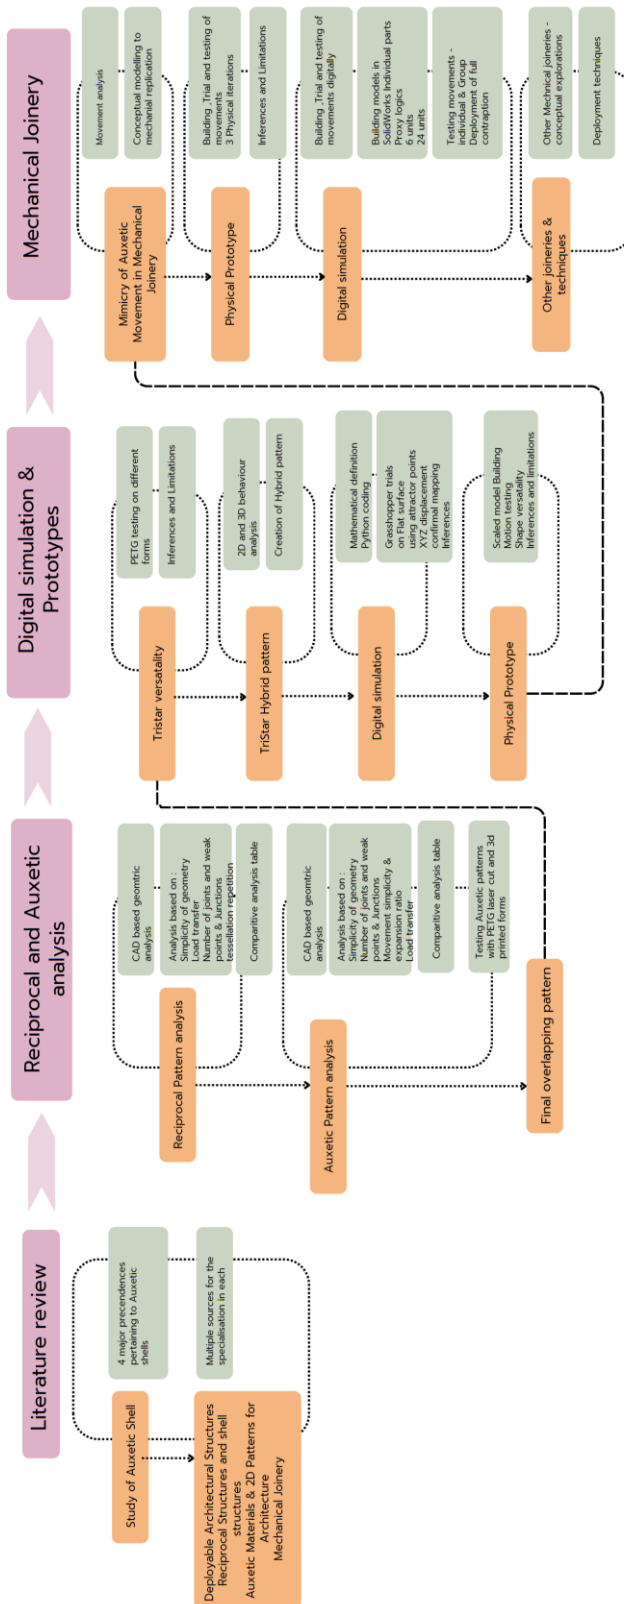 Literature review
Study of Auxetic Shell
4 major precendences
pertaining to Auxetic
shells
Deployable Architectural Structures
Reciprocal Structures and shell
structures
Auxetic Materials & 2D Patterns for
Architecture
Mechanical Joinery
Multiple sources for the
specialisation in each
Reciprocal and Auxetic
analysis
Reciprocal Pattern analysis
CAD based geomtric
analysis
Analysis based on :
Simplicity of geometry
Load transfer
Number of joints and weak
points & Junctions
tessellation repetition
Comparitive analysis table
Auxetic Pattern analysis
CAD based geomtric
analysis
Analysis based on :
Simplicity of geometry
Number of joints and weak
points & Junctions
Movement simplicity &
expansion ratio
Load transfer
Comparitive analysis table
Testing Auxetic patterns
with PETG laser cut and 3d
printed forms
Final overlapping pattern
Digital simulation &
Prototypes
Tristar versatality
PETG testing on different
forms
Inferences and Limitations
TriStar Hybrid pattern
2D and 3D behaviour
analysis
Creation of Hybrid pattern
Digital simulation
Mathematical definition
Python coding
Grasshopper trials
on Flat surface
using attractor points
XYZ displacement
confirmal mapping
Inferences
Physical Prototype
Scaled model Building
Motion testing
Shape versatality
Inferences and limitations
Mechanical Joinery
Mimicry of Auxetic
Movement in Mechanical
Joinery
Movement analysis
Conceptual modelling to
mechanial replication
Physical Prototype
Building ,Trial and testing of
movements
3 Physical iterations
Inferences and Limitations
Digital simulation
Building ,Trial and testing of
movements digitally
Building models in
SolidWorks Individual parts
Proxy logics
6 units
24 units
Testing movements -
individual & Group
Deployment of full
contraption
Other joineries &
techniques
Other Mechnical joineries -
conceptual explorations
Deployment techniques